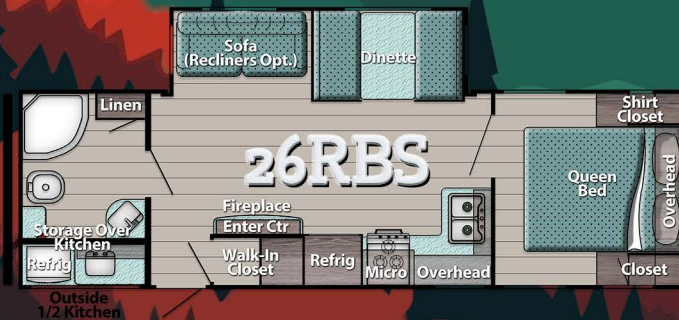 Sofa
(Recliners Opt.)
Dinette
Linen
Shirt
Closet
26RBS
Queen
Bed
Overhead
Fireplace
Enter Ctr
Storage Over
Kitchen
Refrig
Walk-In
Closet
Refrig
Micro
Overhead
Closet
Outside
1/2 Kitchen